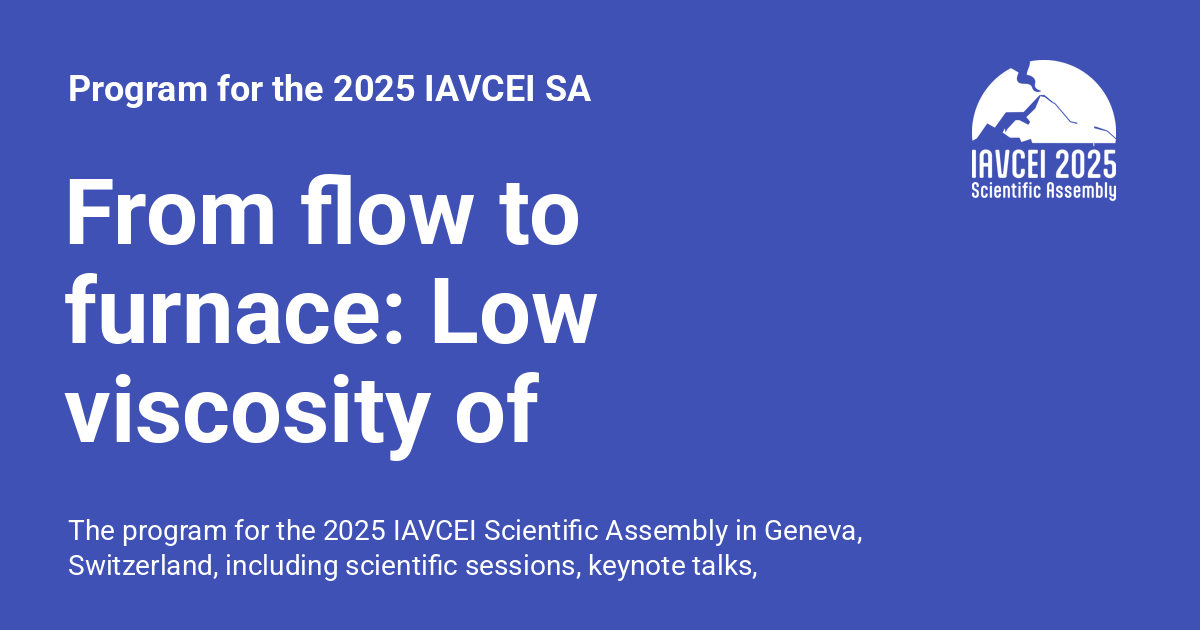 Program for the 2025 IAVCEI SA
IAVCEI 2025
Scientific Assembly
From flow to
furnace: Low
viscosity of
The program for the 2025 IAVCEI Scientific Assembly in Geneva,
Switzerland, including scientific sessions, keynote talks,